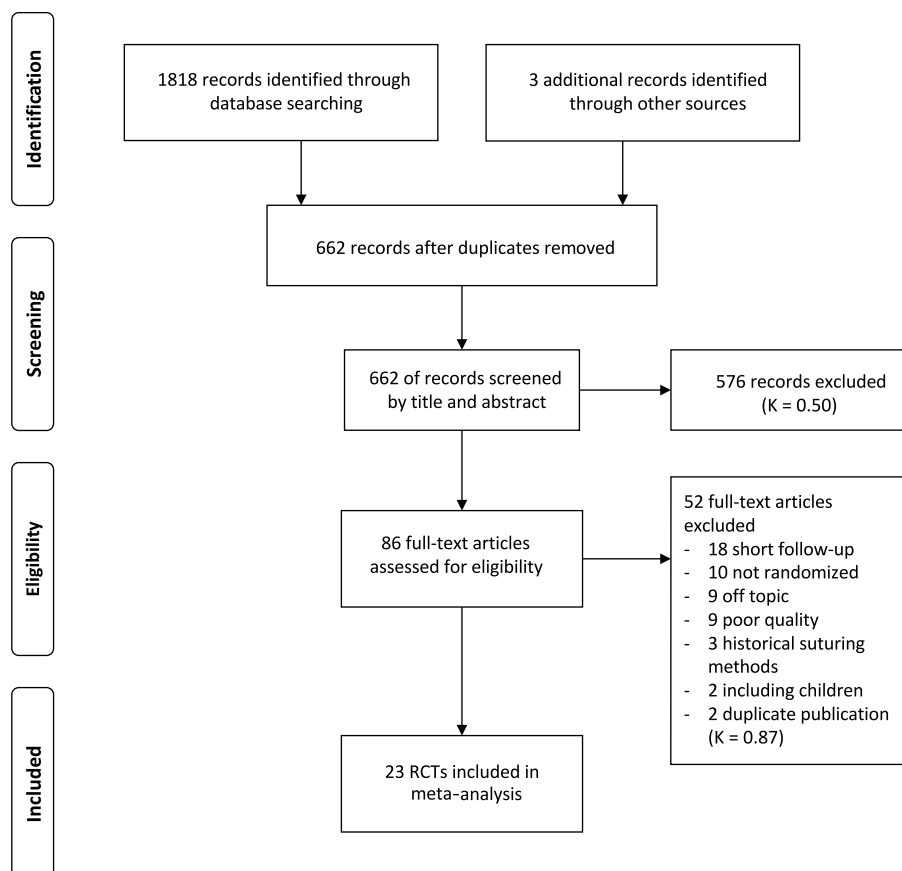 Identification
1818 records identified through
database searching
3 additional records identified
through other sources
662 records after duplicates removed
Screening
662 of records screened
by title and abstract
576 records excluded
(K = 0.50)
Eligibility
86 full-text articles
assessed for eligibility
52 full-text articles
excluded
- 18 short follow-up
- 10 not randomized
- 9 off topic
- 9 poor quality
- 3 historical suturing
methods
- 2 including children
- 2 duplicate publication
(K = 0.87)
Included
23 RCTs included in
meta-analysis